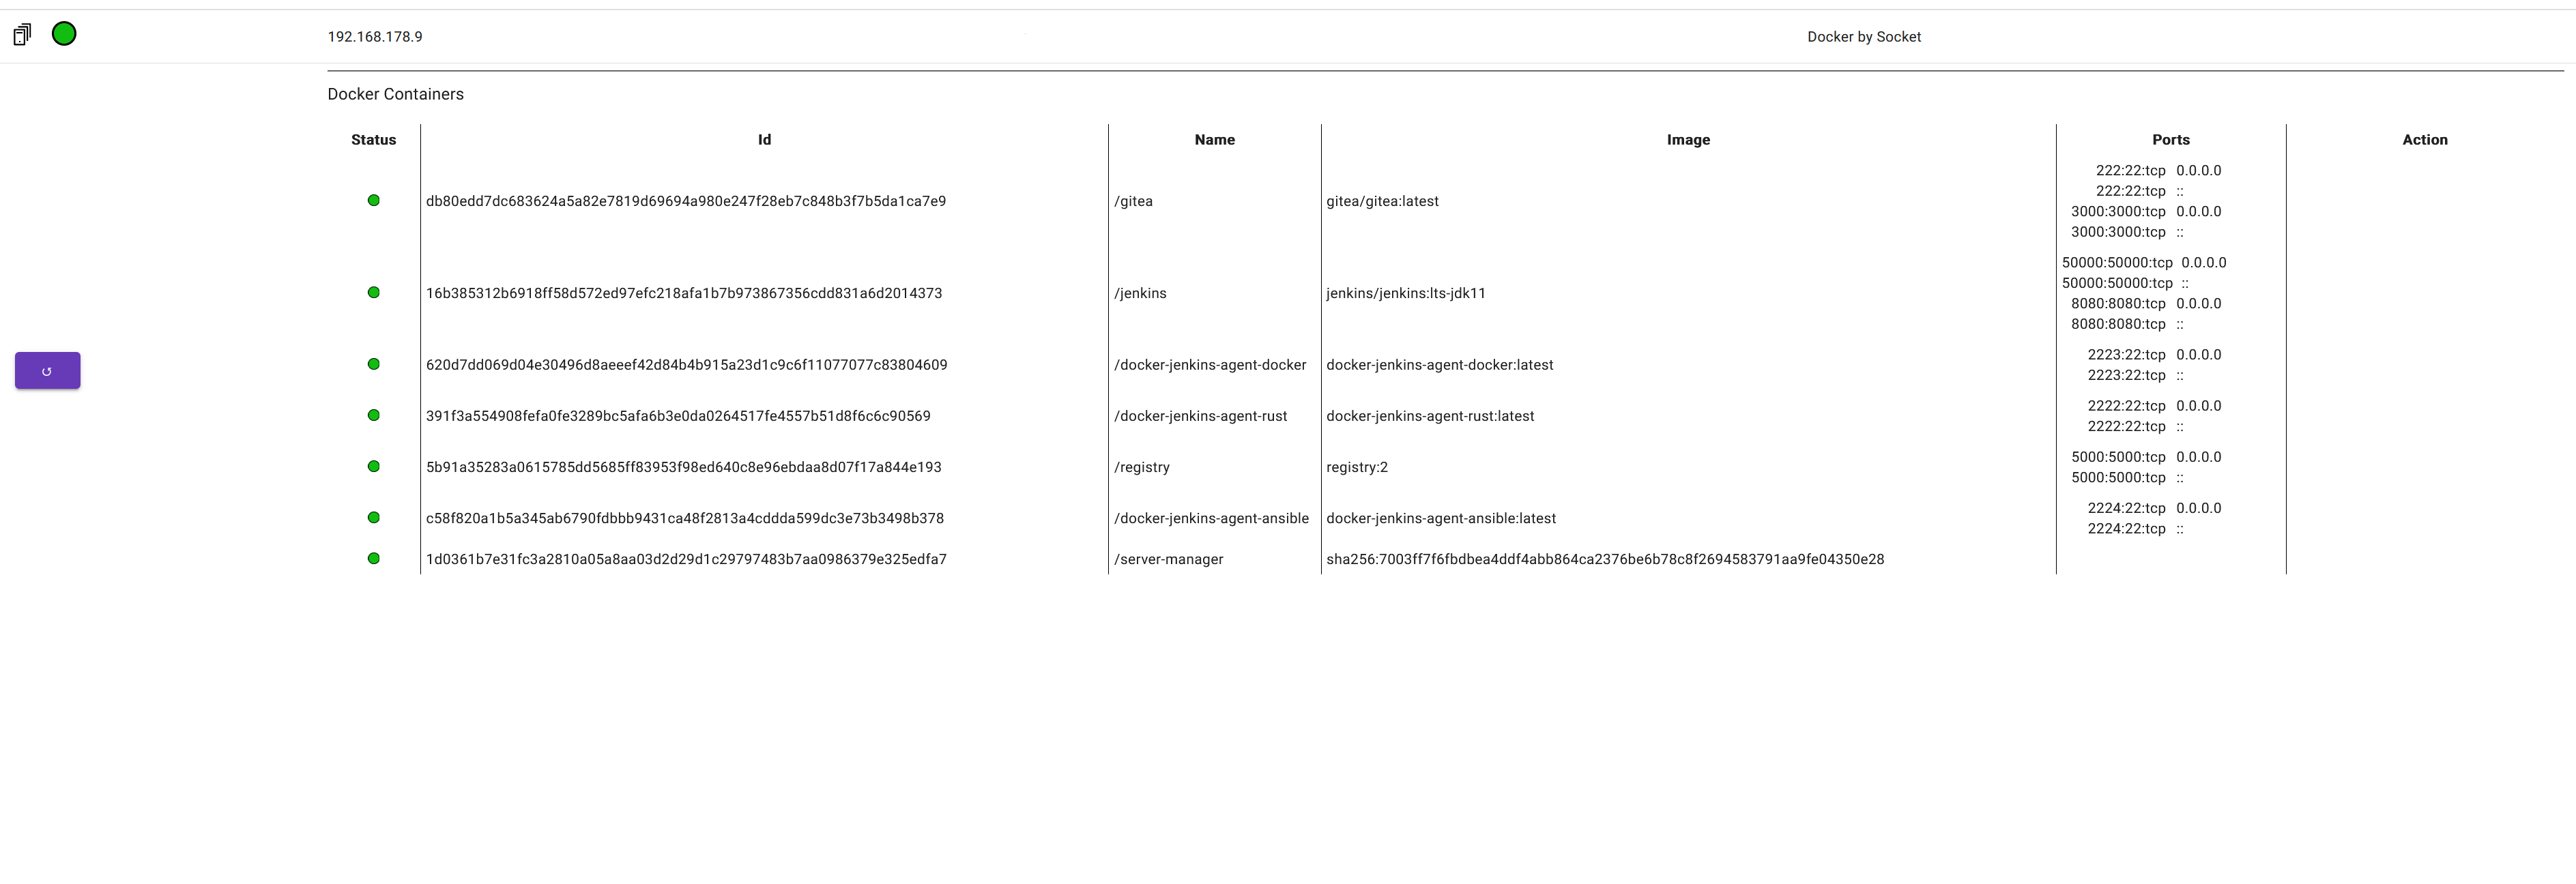 192.168.178.9 Docker by Socket
Docker Containers
Status Id Name Image Ports Action
222:22:tcp 0.0.0.0
222:22:tcp ::
db80edd7dc683624a5a82e7819d69694a980e247f28eb7c848b3f7b5da1ca7e9 /gitea gitea/gitea:latest
3000:3000:tcp 0.0.0.0
3000:3000:tcp ::
50000:50000:tcp 0.0.0.0
50000:50000:tcp ::
16b385312b6918ff58d572ed97efc218afa1b7b973867356cdd831a6d2014373 /jenkins jenkins/jenkins:lts-jdk11
8080:8080:tcp 0.0.0.0
8080:8080:tcp ::
2223:22:tcp 0.0.0.0
620d7dd069d04e30496d8aeeef42d84b4b915a23d1c9c6f11077077c83804609 /docker-jenkins-agent-docker docker-jenkins-agent-docker:latest
2223:22:tcp ::
2222:22:tcp 0.0.0.0
391f3a554908fefa0fe3289bc5afa6b3e0da0264517fe4557b51d8f6c6c90569 /docker-jenkins-agent-rust docker-jenkins-agent-rust:latest
2222:22:tcp ::
5000:5000:tcp 0.0.0.0
5b91a35283a0615785dd5685ff83953f98ed640c8e96ebdaa8d07f17a844e193 /registry registry:2
5000:5000:tcp ::
2224:22:tcp 0.0.0.0
c58f820a1b5a345ab6790fdbbb9431ca48f2813a4cddda599dc3e73b3498b378 /docker-jenkins-agent-ansible docker-jenkins-agent-ansible:latest
2224:22:tcp ::
1d0361b7e31fc3a2810a05a8aa03d2d29d1c29797483b7aa0986379e325edfa7 /server-manager sha256:7003ff7f6fbdbea4ddf4abb864ca2376be6b78c8f2694583791aa9fe04350e28